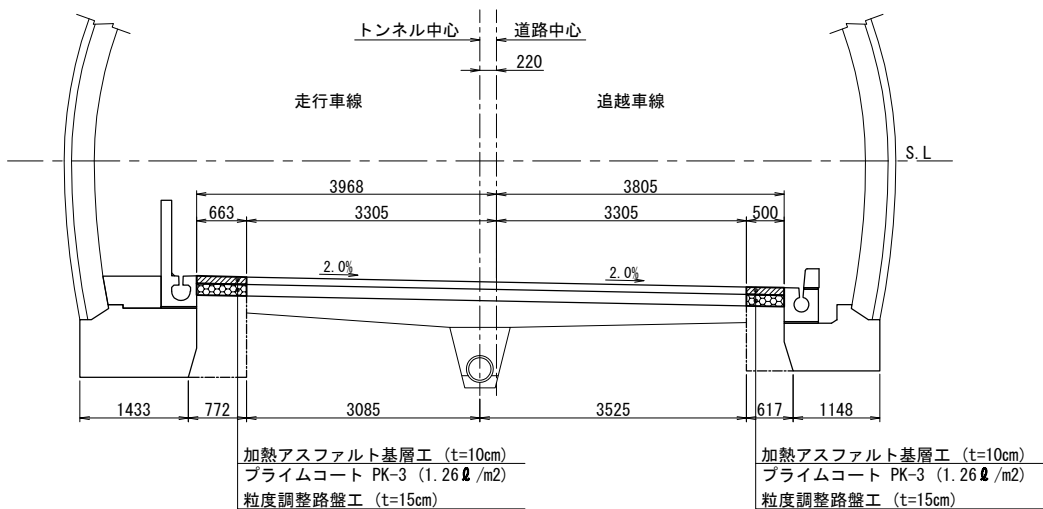 トンネル中心 道路中心
220
走行車線 追越車線
S.L
3968 3805
663 3305 3305 500
2.0% 2.0%
1433 772 3085 3525 617 1148
加熱アスファルト基層工 (t=10cm) 加熱アスファルト基層工 (t=10cm)
プライムコート PK-3 (1.26ℓ/m2) プライムコート PK-3 (1.26ℓ/m2)
粒度調整路盤工 (t=15cm) 粒度調整路盤工 (t=15cm)